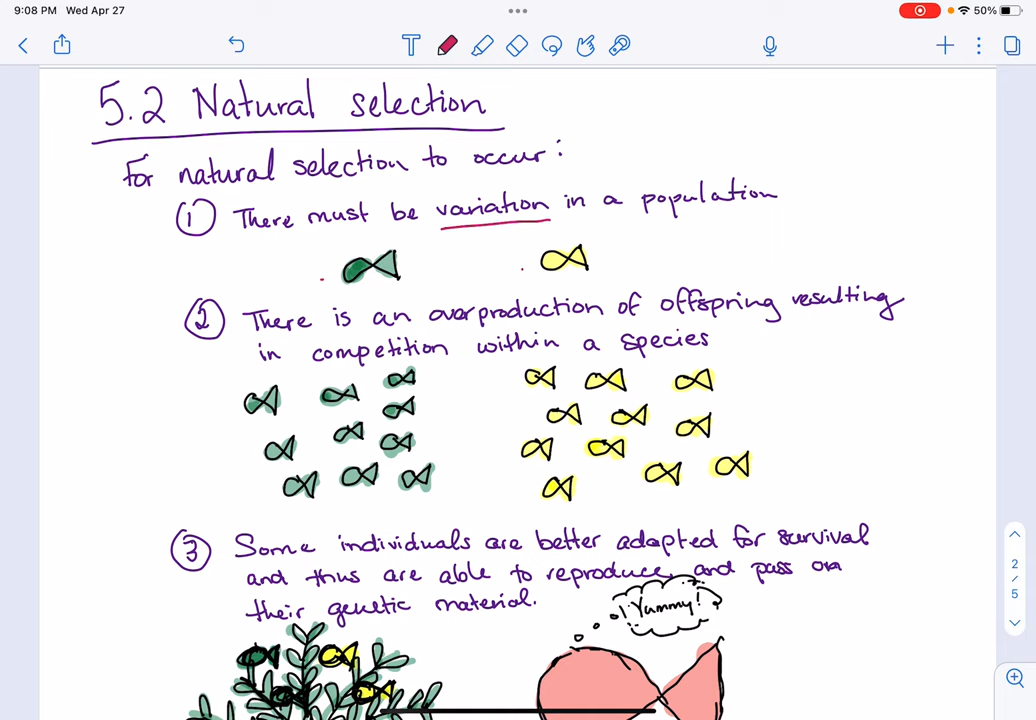 9:08 PM Wed Apr 27
50%
5.2 Natural selection
For natural selection to occur:
① There must be variation in a population
② There is an overproduction of offspring resulting
in competition within a species
③ Some individuals are better adapted for survival
and thus are able to reproduce, and pass on
their genetic material.
Yummy!
2
/
5